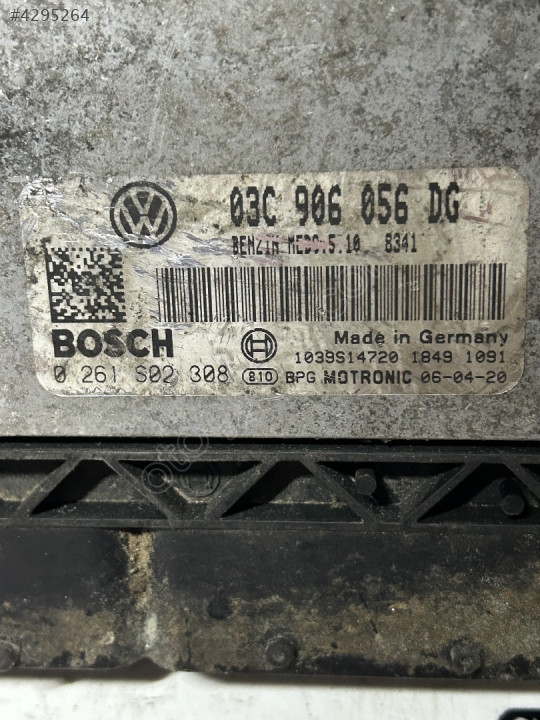 #4295264
03C 906 056 DG
BENZIN MED9.5.10 8341
BOSCH
Made in Germany
1039S14720 1849 1091
0 261 S02 308 810 BPG MOTRONIC 06-04-20